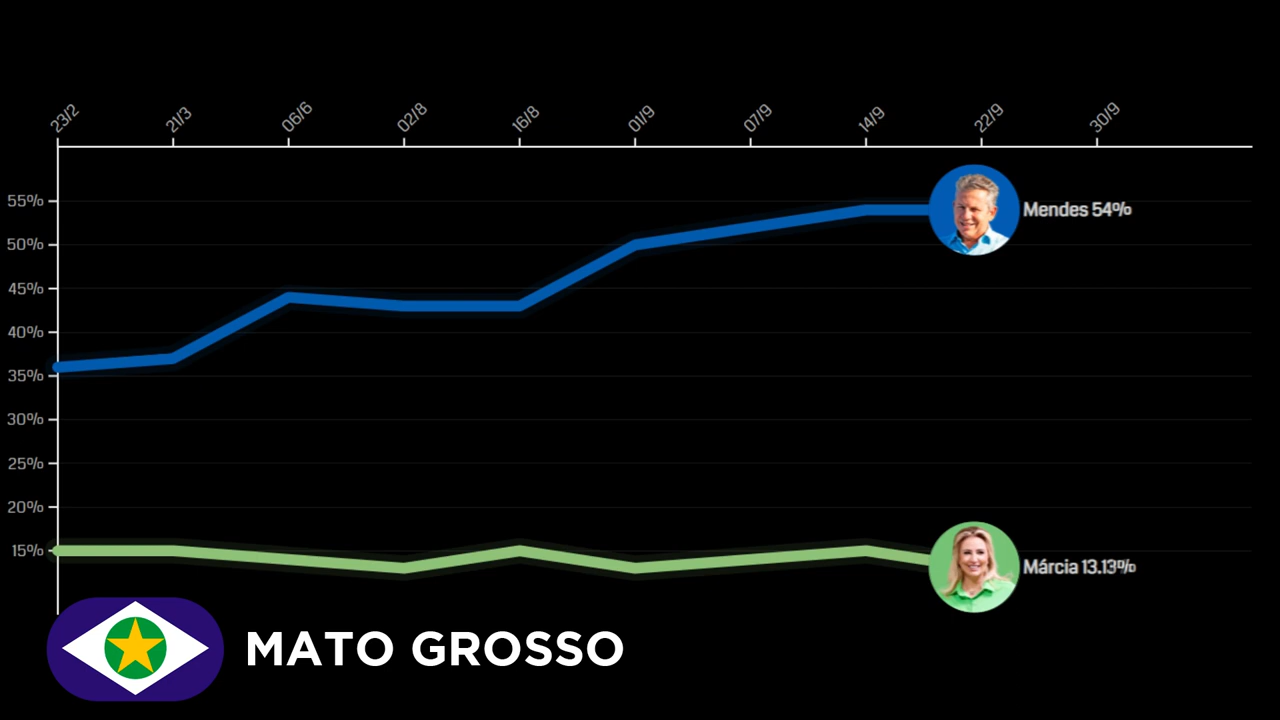 23/2 21/3 06/6 02/8 16/8 01/9 07/9 14/9 22/9 30/9
55%
Mendes 54%
50%
45%
40%
35%
30%
25%
20%
15%
Márcia 13.13%
MATO GROSSO